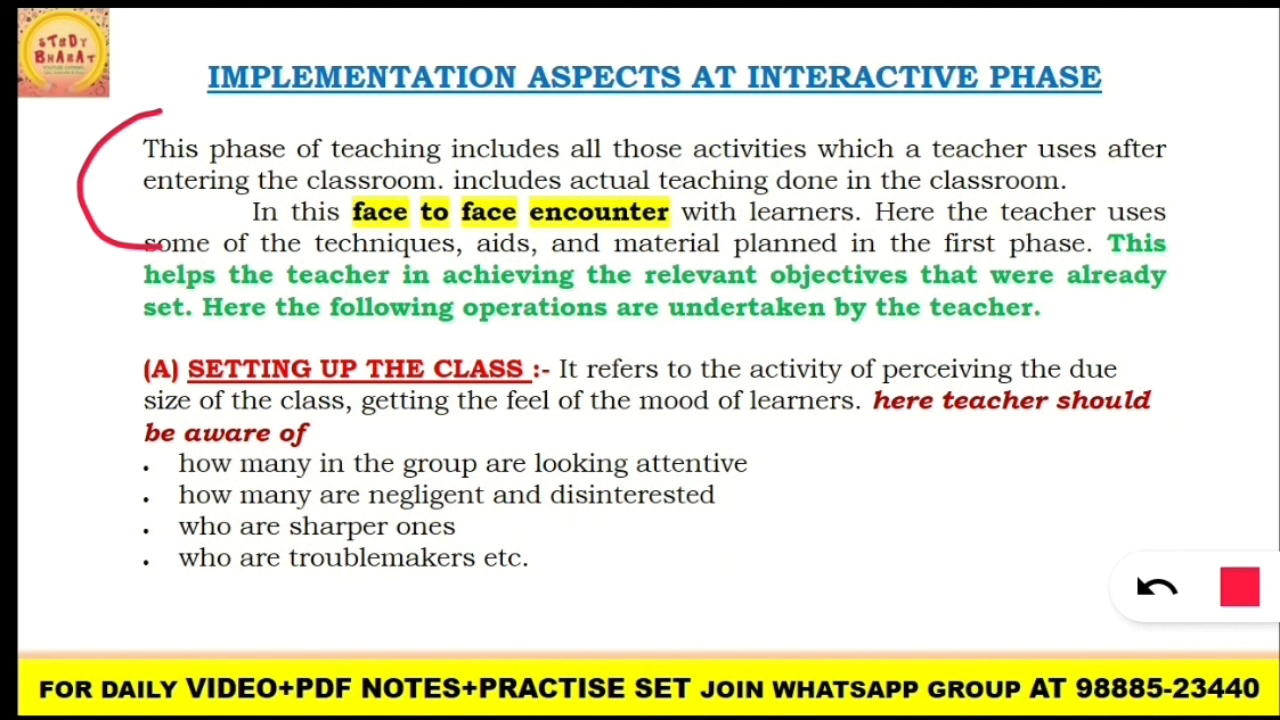 STUDY
BHARAT
IMPLEMENTATION ASPECTS AT INTERACTIVE PHASE
This phase of teaching includes all those activities which a teacher uses after
entering the classroom. includes actual teaching done in the classroom.
In this face to face encounter with learners. Here the teacher uses
some of the techniques, aids, and material planned in the first phase. This
helps the teacher in achieving the relevant objectives that were already
set. Here the following operations are undertaken by the teacher.
(A) SETTING UP THE CLASS :- It refers to the activity of perceiving the due
size of the class, getting the feel of the mood of learners. here teacher should
be aware of
• how many in the group are looking attentive
• how many are negligent and disinterested
• who are sharper ones
• who are troublemakers etc.
FOR DAILY VIDEO+PDF NOTES+PRACTISE SET JOIN WHATSAPP GROUP AT 98885-23440